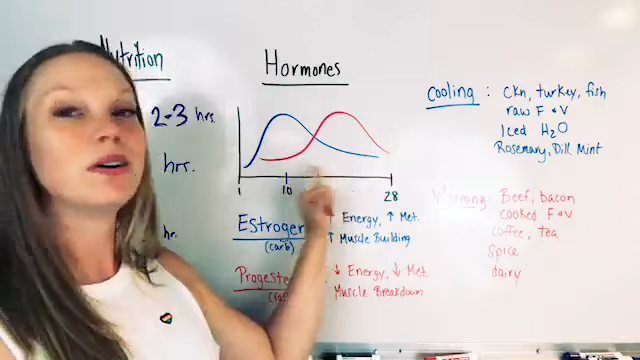 Nutrition
2-3 hrs.
hrs.
hr.
Hormones
1 10 28
Energy, ↑ Met.
(carb) ↑ Muscle Building
↓ Energy, ↓ Met.
Muscle Breakdown
Cooling : ckn, turkey, fish
raw F & V
Iced H2O
Rosemary, Dill, Mint
Warming: Beef, bacon
cooked F & V
coffee, tea
Spice
dairy